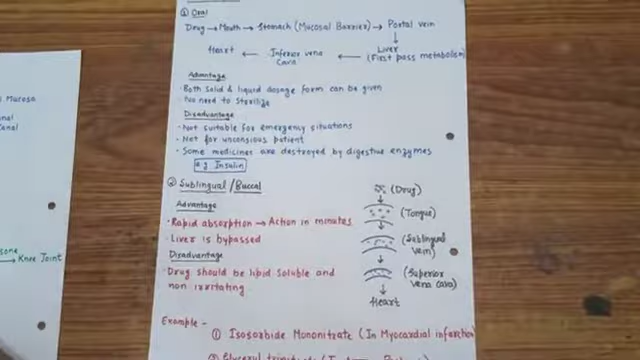 ① Oral
Drug → Mouth → Stomach (Mucosal Barrier) → Portal vein
↓
Heart ← Inferior vena cava ← Liver (First pass metabolism)
Advantage
· Both solid & liquid dosage form can be given
No need to sterilize
Disadvantage
· Not suitable for emergency situations
· Not for unconsious patient
· Some medicines are destroyed by digestive enzymes
e.g Insulin
② Sublingual/Buccal
Advantage
· Rapid absorption → Action in minutes
· Liver is bypassed
Disadvantage
· Drug should be lipid soluble and
non irritating
(Drug)
↓
(Tongue)
↓
(Sublingual vein)
↓
(Superior vena cava)
↓
Heart
Example -
① Isosorbide Mononitrate (In Myocardial infarction
②
Mucosa
→ Knee Joint